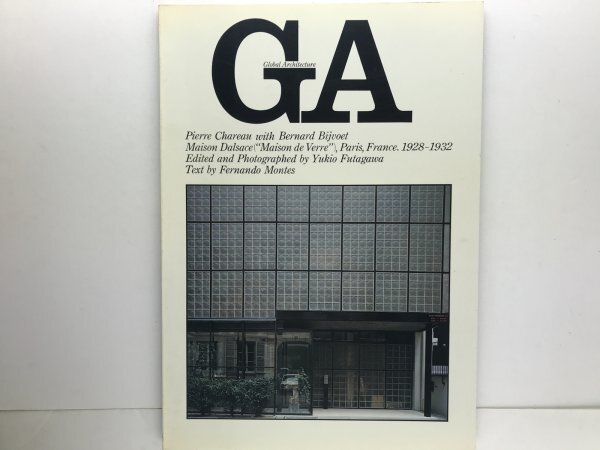 GA
Global Architecture
Pierre Chareau with Bernard Bijvoet
Maison Dalsace ("Maison de Verre"), Paris, France. 1928-1932
Edited and Photographed by Yukio Futagawa
Text by Fernando Montes